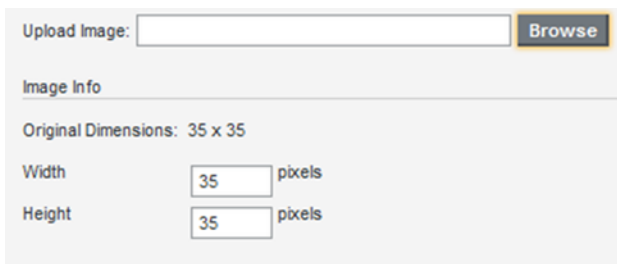 Upload Image: Browse
Image Info
Original Dimensions: 35 x 35
Width 35 pixels
Height 35 pixels